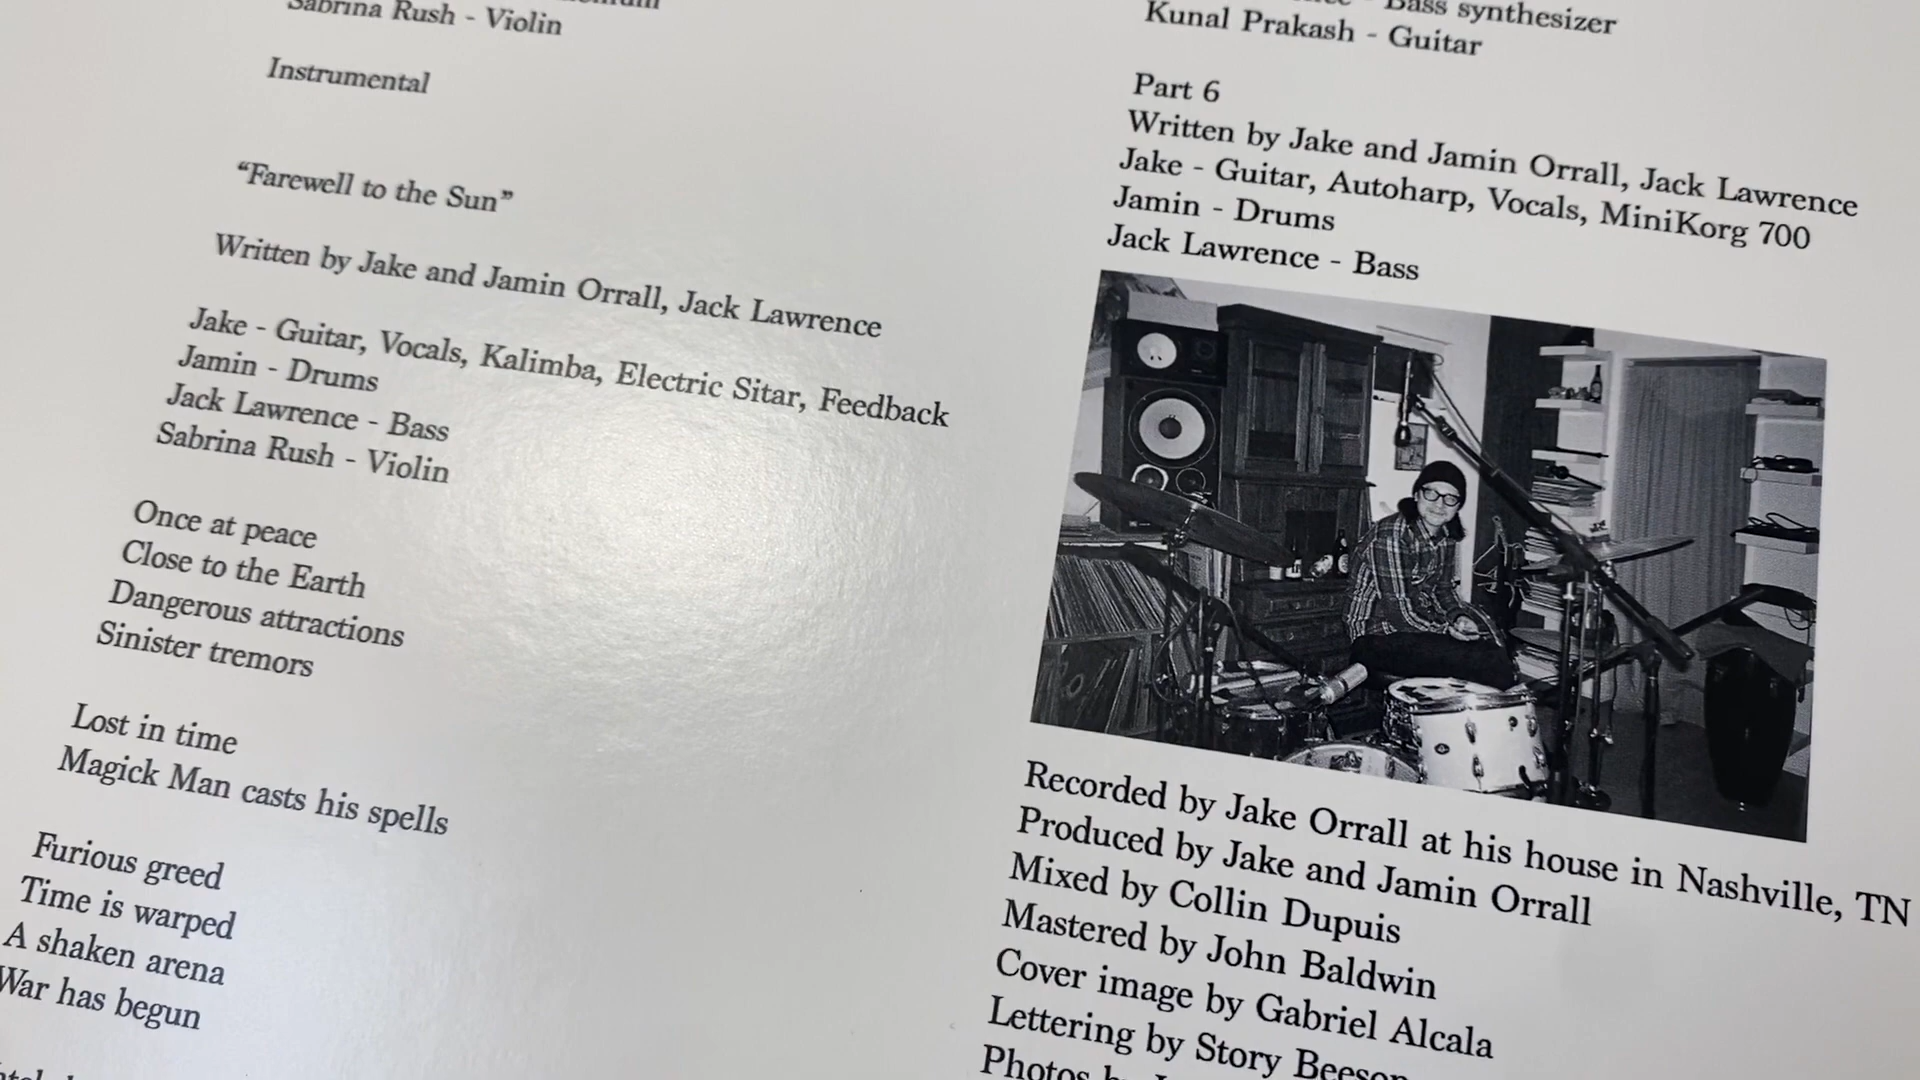 Sabrina Rush - Violin
Instrumental
“Farewell to the Sun”
Written by Jake and Jamin Orrall, Jack Lawrence
Jake - Guitar, Vocals, Kalimba, Electric Sitar, Feedback
Jamin - Drums
Jack Lawrence - Bass
Sabrina Rush - Violin
Once at peace
Close to the Earth
Dangerous attractions
Sinister tremors
Lost in time
Magick Man casts his spells
Furious greed
Time is warped
A shaken arena
War has begun
- Bass synthesizer
Kunal Prakash - Guitar
Part 6
Written by Jake and Jamin Orrall, Jack Lawrence
Jake - Guitar, Autoharp, Vocals, MiniKorg 700
Jamin - Drums
Jack Lawrence - Bass
Recorded by Jake Orrall at his house in Nashville, TN
Produced by Jake and Jamin Orrall
Mixed by Collin Dupuis
Mastered by John Baldwin
Cover image by Gabriel Alcala
Lettering by Story Beeson
Photos